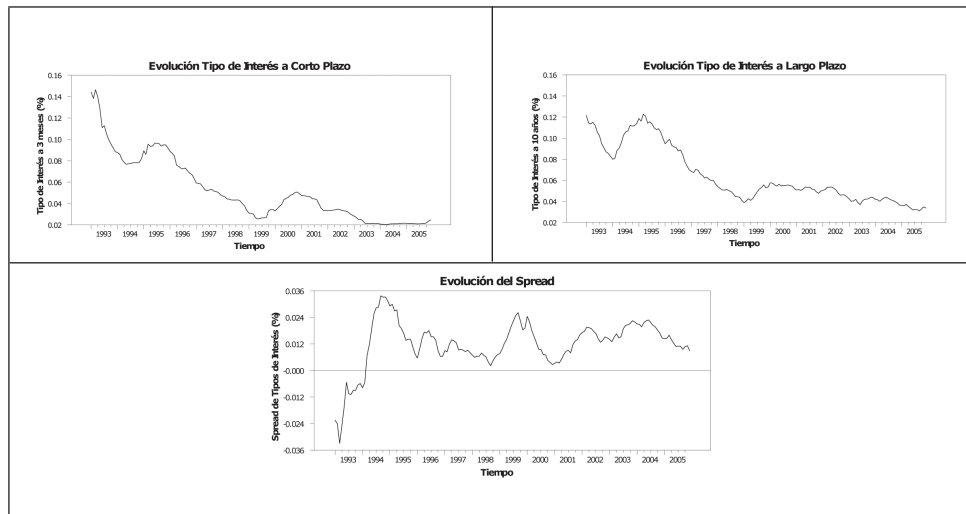 Evolución Tipo de Interés a Corto Plazo
Tipo de Interés a 3 meses (%)
0.16
0.14
0.12
0.10
0.08
0.06
0.04
0.02
1993 1994 1995 1996 1997 1998 1999 2000 2001 2002 2003 2004 2005
Tiempo
Evolución Tipo de Interés a Largo Plazo
Tipo de Interés a 10 años (%)
0.16
0.14
0.12
0.10
0.08
0.06
0.04
0.02
1993 1994 1995 1996 1997 1998 1999 2000 2001 2002 2003 2004 2005
Tiempo
Evolución del Spread
Spread de Tipos de Interés (%)
0.036
0.024
0.012
-0.000
-0.012
-0.024
-0.036
1993 1994 1995 1996 1997 1998 1999 2000 2001 2002 2003 2004 2005
Tiempo